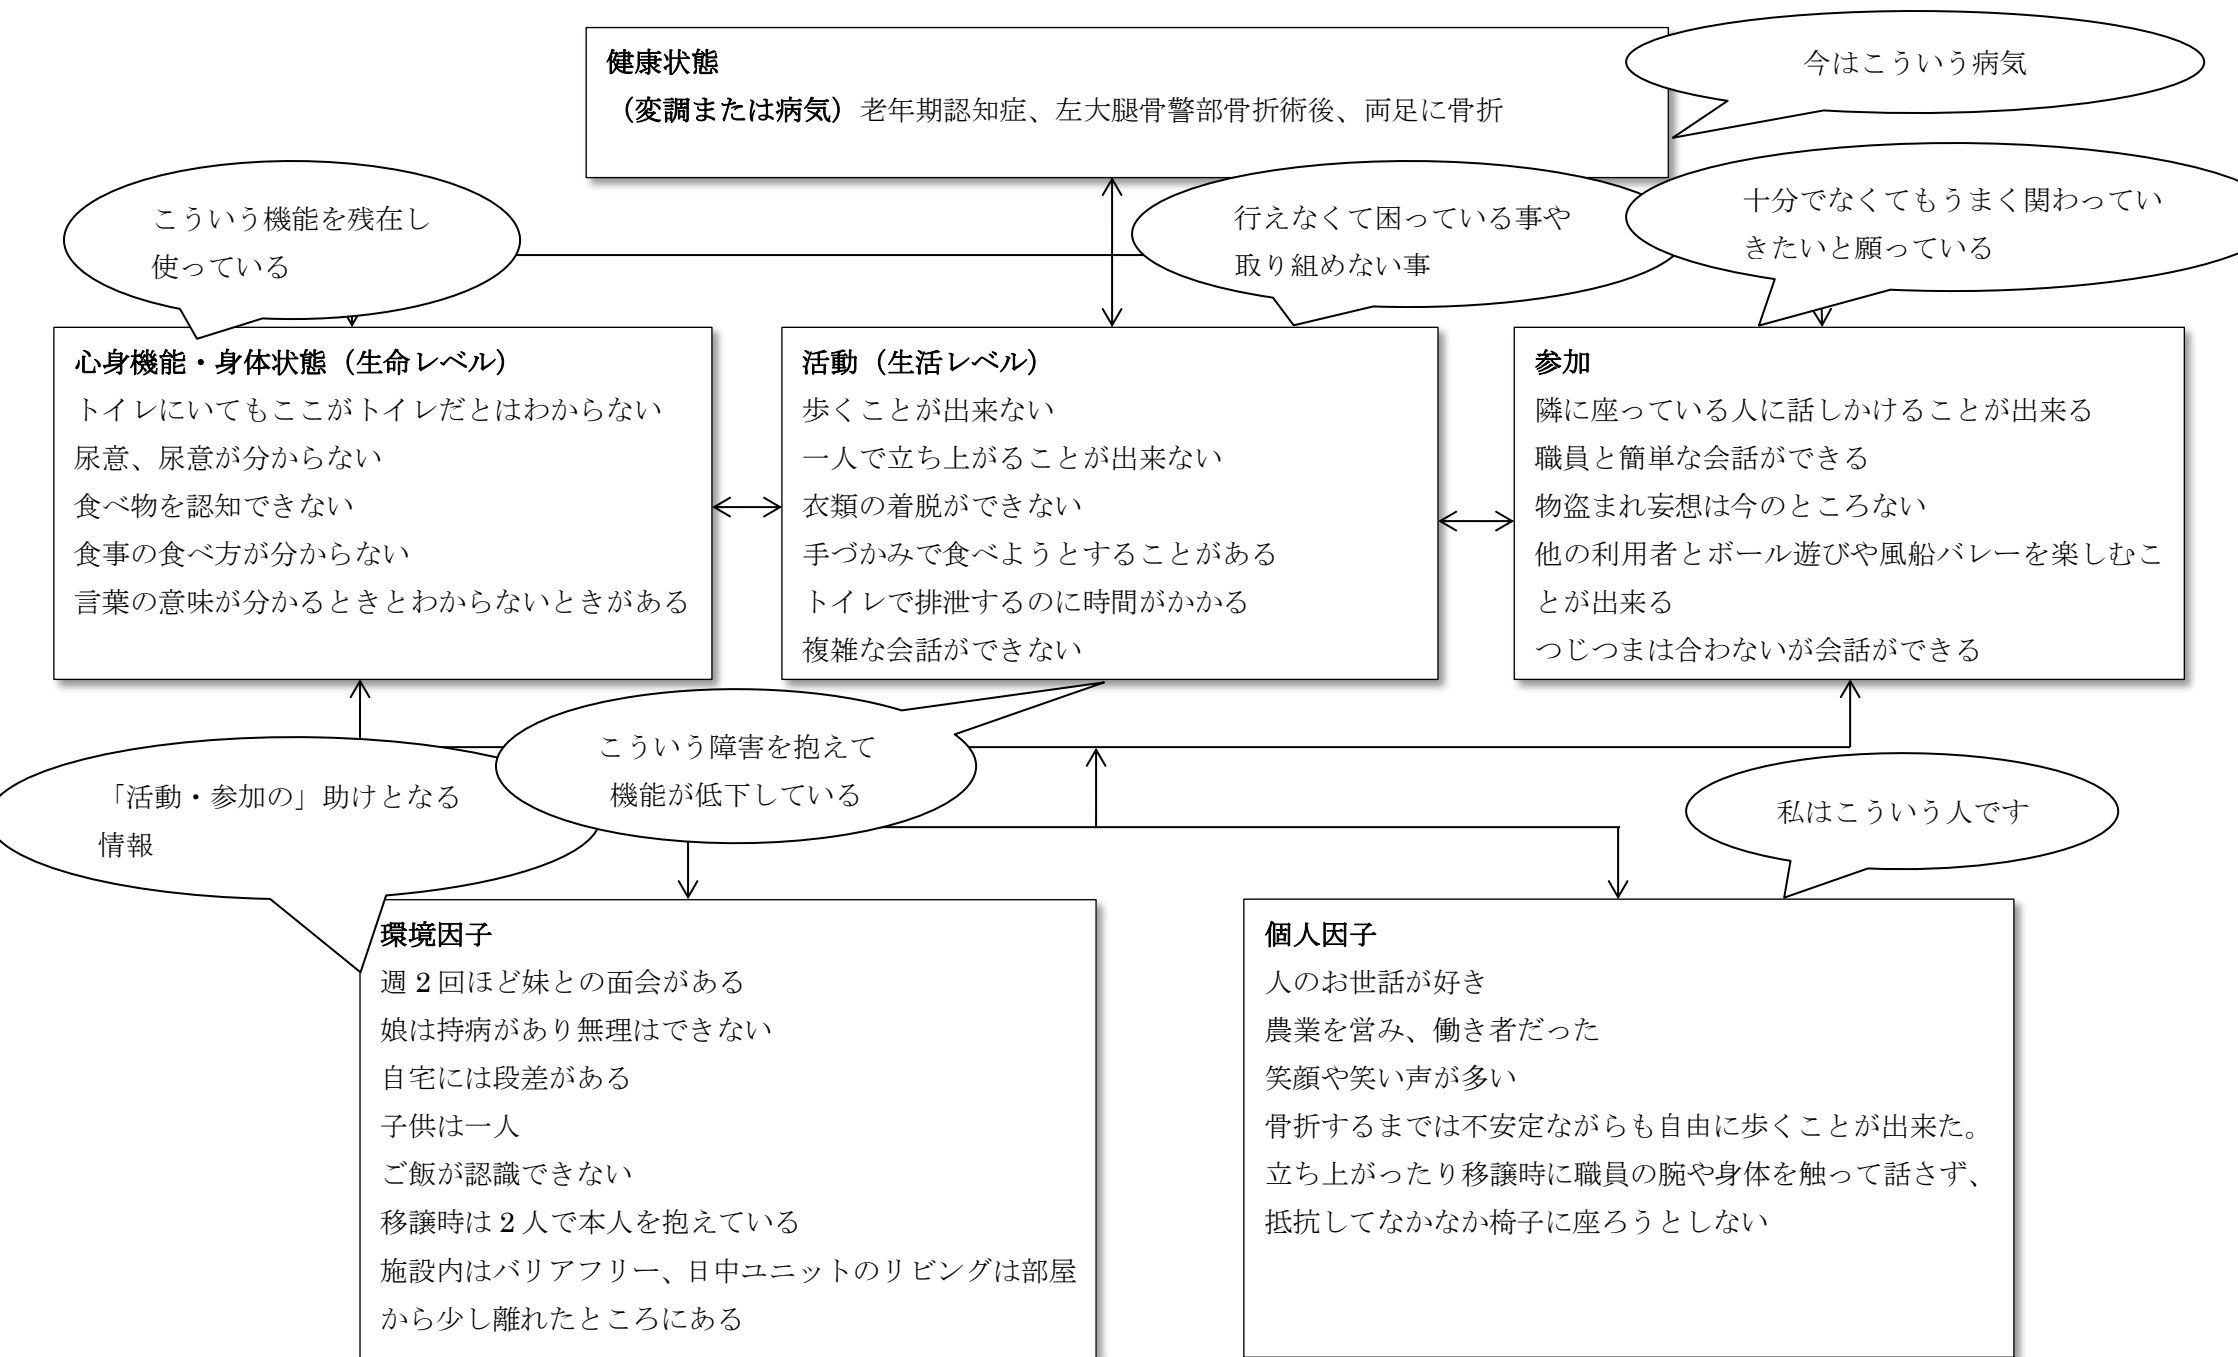 健康状態
（変調または病気）老年期認知症、左大腿骨警部骨折術後、両足に骨折
今はこういう病気
こういう機能を残在し
使っている
行えなくて困っている事や
取り組めない事
十分でなくてもうまく関わってい
きたいと願っている
心身機能・身体状態（生命レベル）
トイレにいてもここがトイレだとはわからない
尿意、尿意が分からない
食べ物を認知できない
食事の食べ方が分からない
言葉の意味が分かるときとわからないときがある
活動（生活レベル）
歩くことが出来ない
一人で立ち上がることが出来ない
衣類の着脱ができない
手づかみで食べようとすることがある
トイレで排泄するのに時間がかかる
複雑な会話ができない
参加
隣に座っている人に話しかけることが出来る
職員と簡単な会話ができる
物盗まれ妄想は今のところない
他の利用者とボール遊びや風船バレーを楽しむこ
とが出来る
つじつまは合わないが会話ができる
「活動・参加の」助けとなる
情報
こういう障害を抱えて
機能が低下している
私はこういう人です
環境因子
週 2 回ほど妹との面会がある
娘は持病があり無理はできない
自宅には段差がある
子供は一人
ご飯が認識できない
移譲時は 2 人で本人を抱えている
施設内はバリアフリー、日中ユニットのリビングは部屋
から少し離れたところにある
個人因子
人のお世話が好き
農業を営み、働き者だった
笑顔や笑い声が多い
骨折するまでは不安定ながらも自由に歩くことが出来た。
立ち上がったり移譲時に職員の腕や身体を触って話さず、
抵抗してなかなか椅子に座ろうとしない